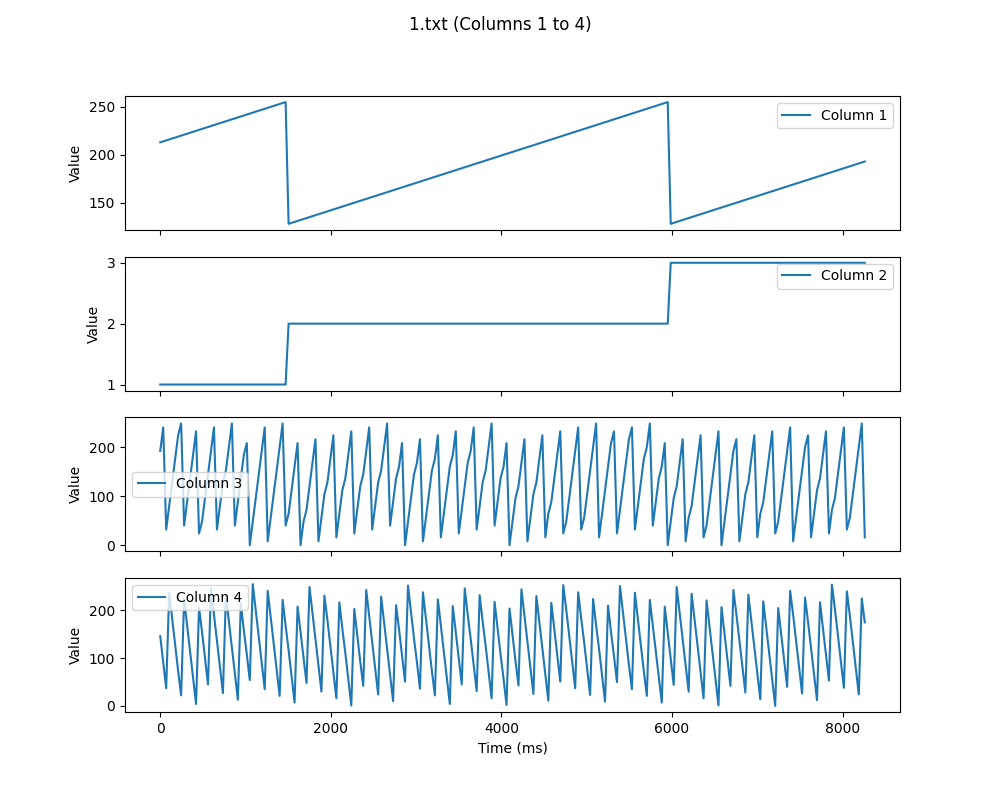 1.txt (Columns 1 to 4)
250
200
150
Value
Column 1
3
2
1
Value
Column 2
200
100
0
Value
Column 3
200
100
0
Value
Column 4
0
2000
4000
6000
8000
Time (ms)